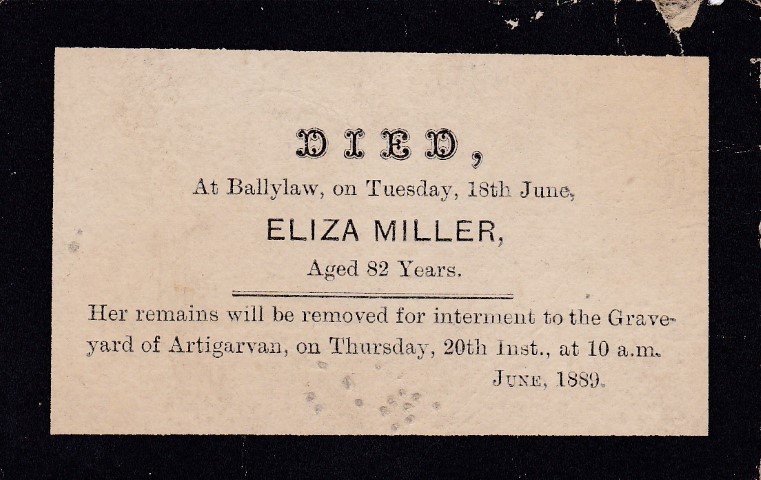 DIED,
At Ballylaw, on Tuesday, 18th June,
ELIZA MILLER,
Aged 82 Years.
Her remains will be removed for interment to the Grave-
yard of Artigarvan, on Thursday, 20th Inst., at 10 a.m.
JUNE, 1889.